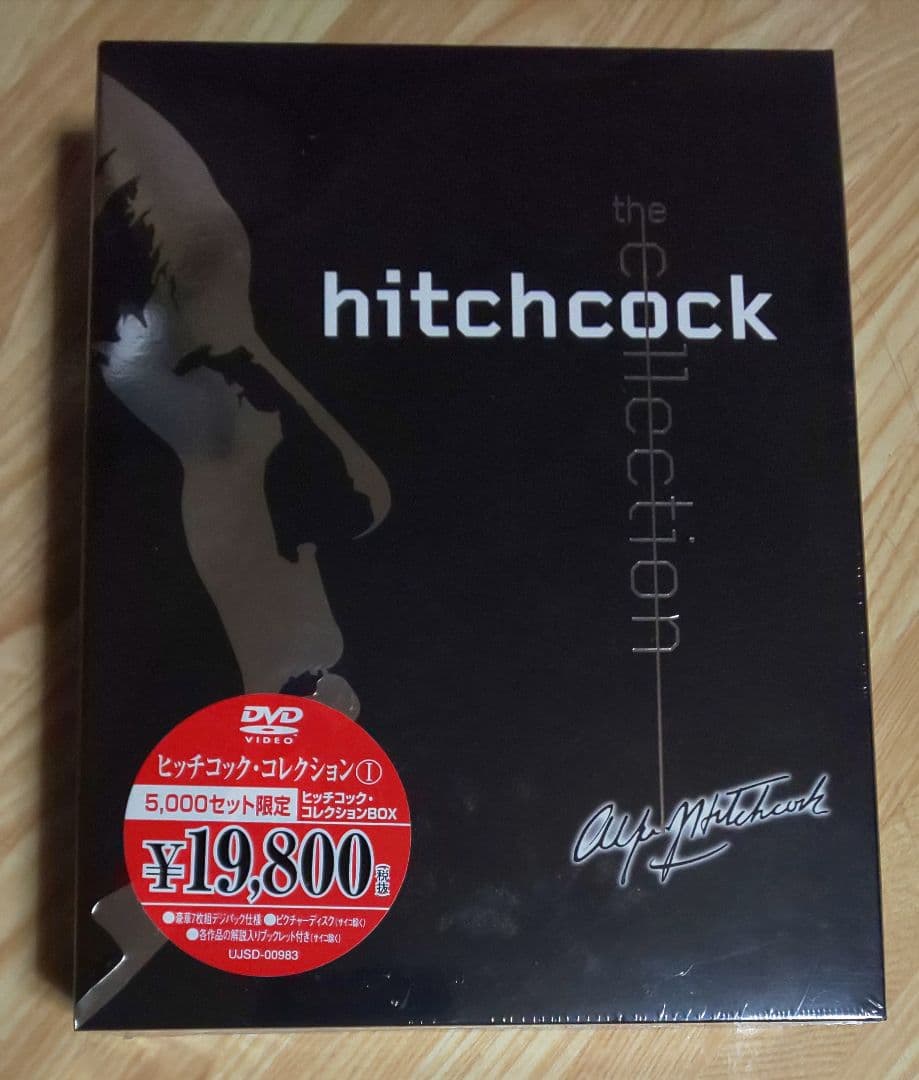 the
hitchcock
collection
Alfred Hitchcock
DVD
VIDEO
ヒッチコック・コレクション①
5,000セット限定
ヒッチコック・
コレクションBOX
¥19,800(税抜)
●豪華7枚組デジパック仕様 ●ピクチャーディスク(サイコ除く)
●各作品の解説入りブックレット付き(サイコ除く)
UJSD-00983